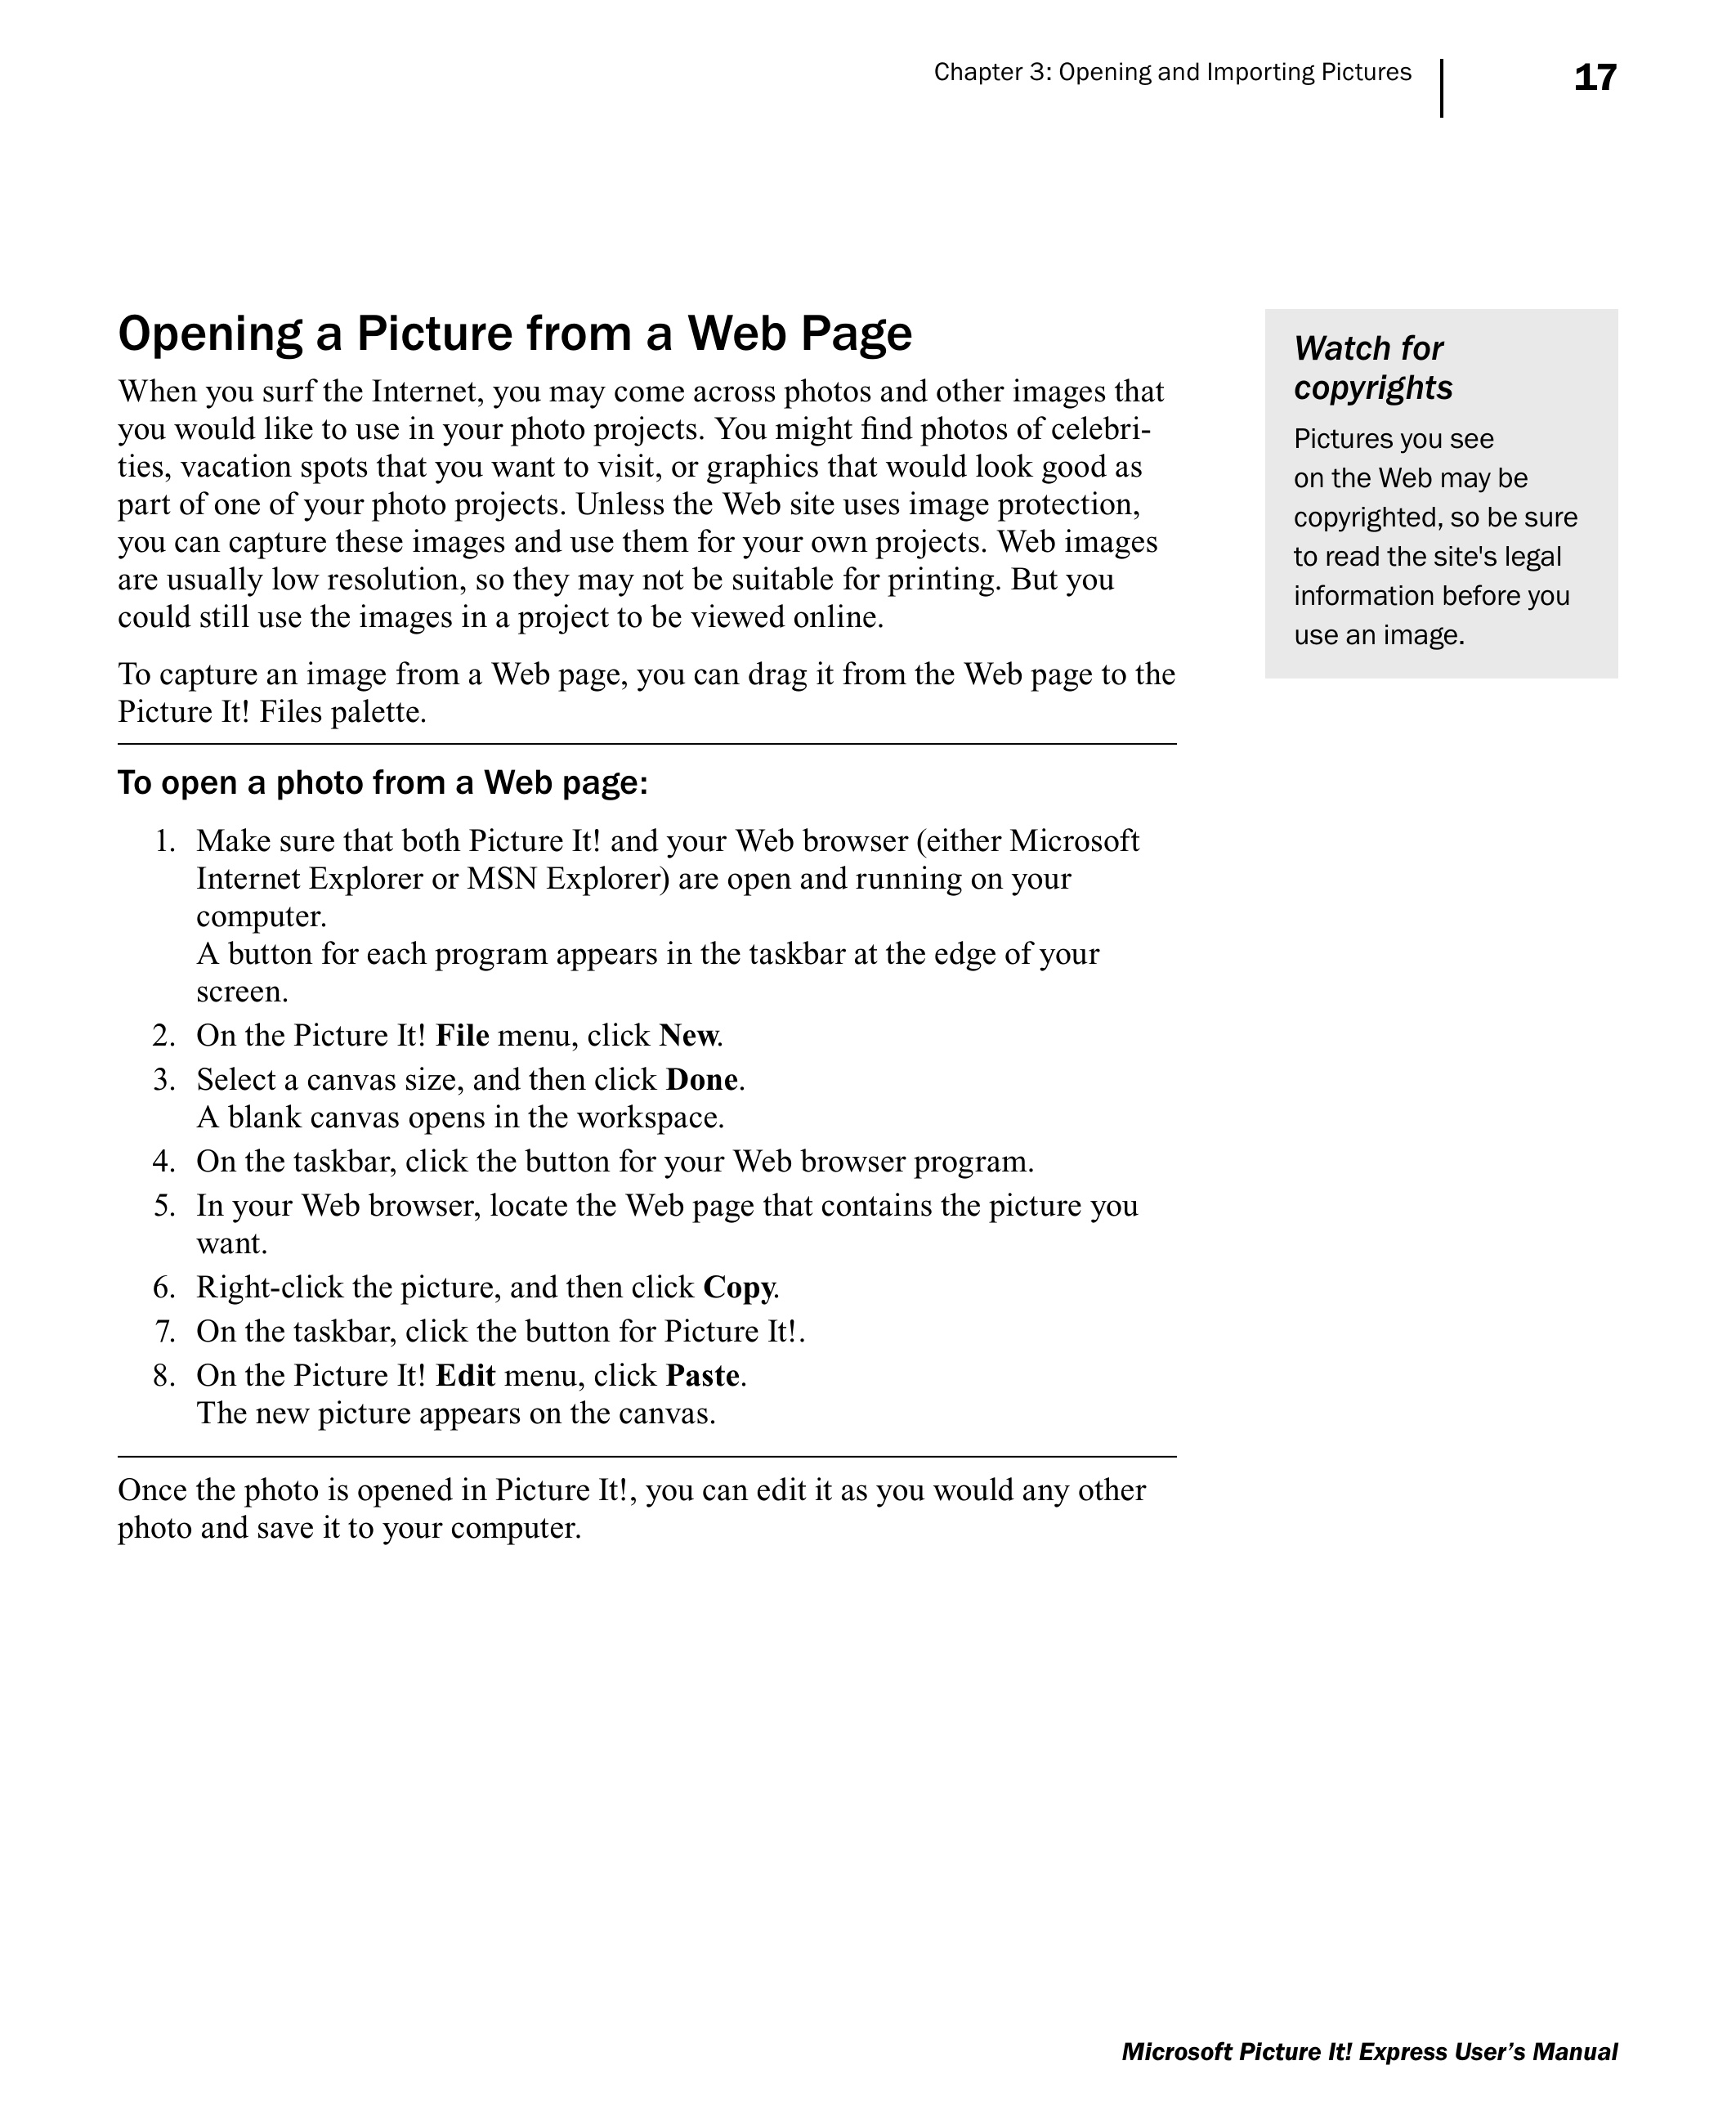 Chapter 3: Opening and Importing Pictures
17
Opening a Picture from a Web Page
When you surf the Internet, you may come across photos and other images that
you would like to use in your photo projects. You might find photos of celebri-
ties, vacation spots that you want to visit, or graphics that would look good as
part of one of your photo projects. Unless the Web site uses image protection,
you can capture these images and use them for your own projects. Web images
are usually low resolution, so they may not be suitable for printing. But you
could still use the images in a project to be viewed online.
To capture an image from a Web page, you can drag it from the Web page to the
Picture It! Files palette.
To open a photo from a Web page:
1. Make sure that both Picture It! and your Web browser (either Microsoft
Internet Explorer or MSN Explorer) are open and running on your
computer.
A button for each program appears in the taskbar at the edge of your
screen.
2. On the Picture It! File menu, click New.
3. Select a canvas size, and then click Done.
A blank canvas opens in the workspace.
4. On the taskbar, click the button for your Web browser program.
5. In your Web browser, locate the Web page that contains the picture you
want.
6. Right-click the picture, and then click Copy.
7. On the taskbar, click the button for Picture It!.
8. On the Picture It! Edit menu, click Paste.
The new picture appears on the canvas.
Once the photo is opened in Picture It!, you can edit it as you would any other
photo and save it to your computer.
Watch for
copyrights
Pictures you see
on the Web may be
copyrighted, so be sure
to read the site's legal
information before you
use an image.
Microsoft Picture It! Express User’s Manual